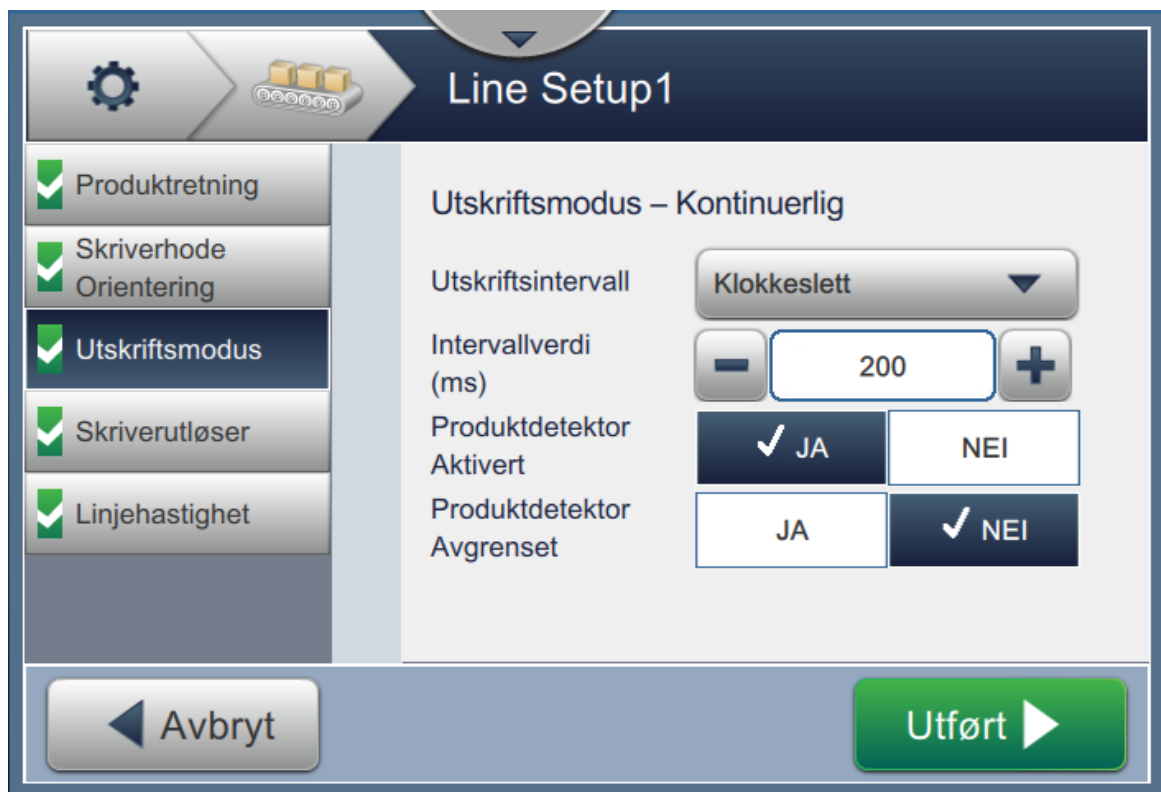 Line Setup1
Produktretning
Skriverhode
Orientering
Utskriftsmodus
Skriverutløser
Linjehastighet
Utskriftsmodus – Kontinuerlig
Utskriftsintervall
Klokkeslett
Intervallverdi
(ms)
200
Produktdetektor
Aktivert
JA
NEI
Produktdetektor
Avgrenset
JA
NEI
Avbryt
Utført